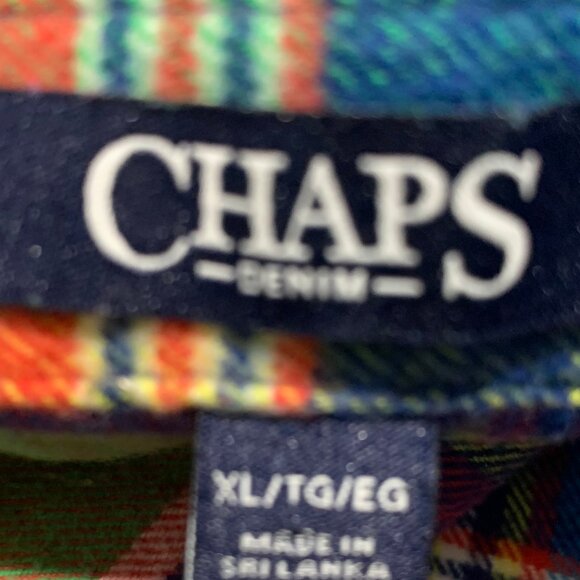 CHAPS
DENIM
XL/TG/EG
MADE IN
SRI LANKA